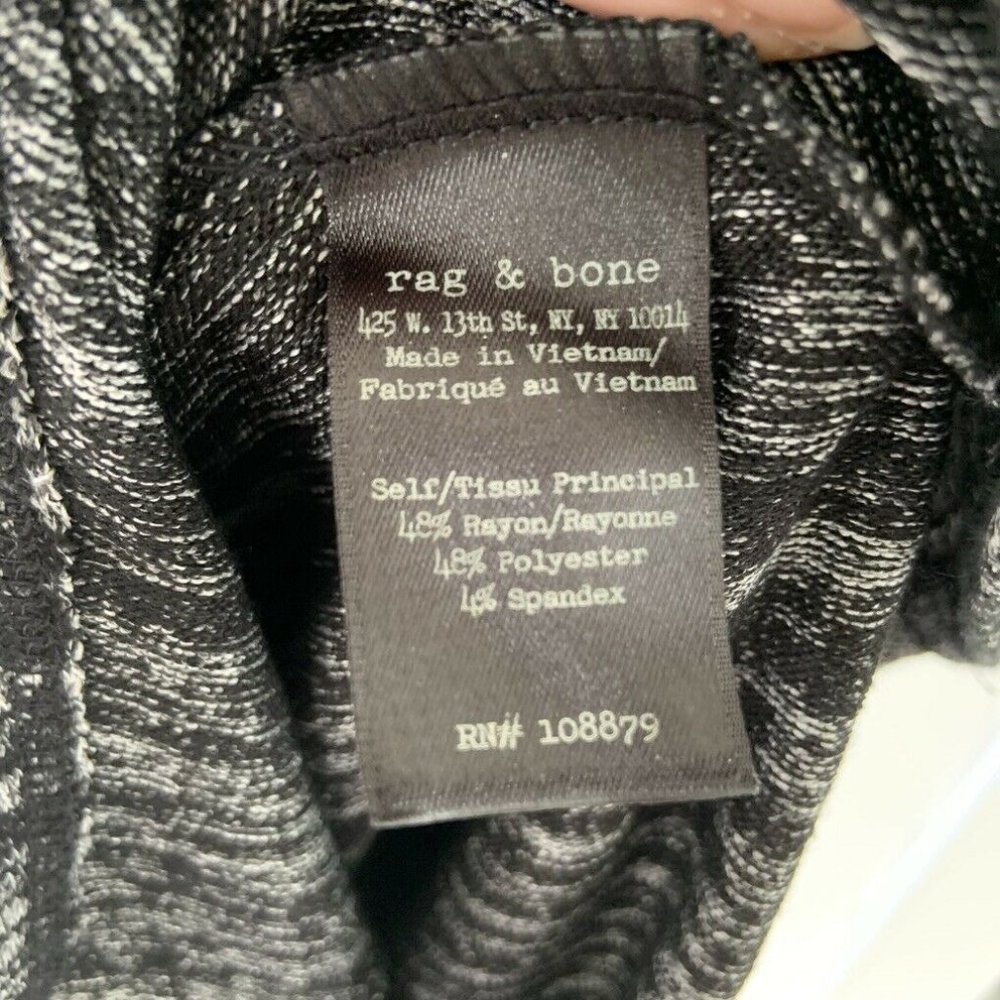 rag & bone
425 W. 13th St, NY, NY 10014
Made in Vietnam/
Fabriqué au Vietnam
Self/Tissu Principal
48% Rayon/Rayonne
48% Polyester
4% Spandex
RN# 108879